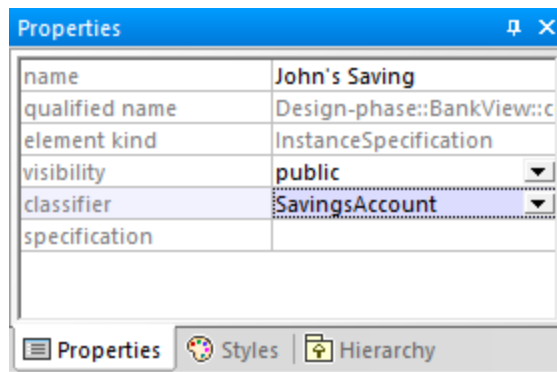 Properties
name John's Saving
qualified name Design-phase::BankView::c
element kind InstanceSpecification
visibility public
classifier SavingsAccount
specification
Properties Styles Hierarchy